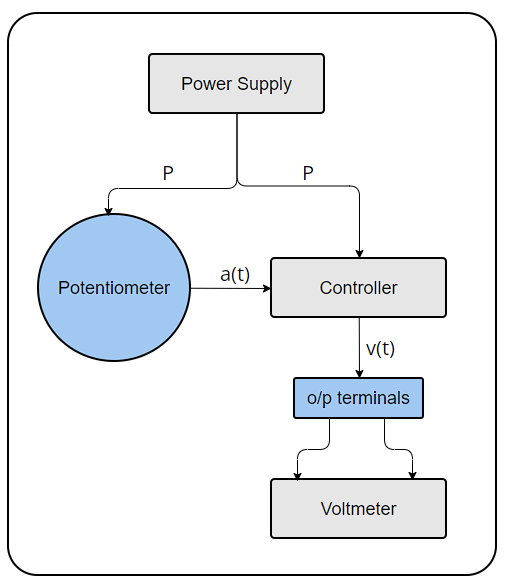 Power Supply
P
P
Potentiometer
a(t)
Controller
v(t)
o/p terminals
Voltmeter